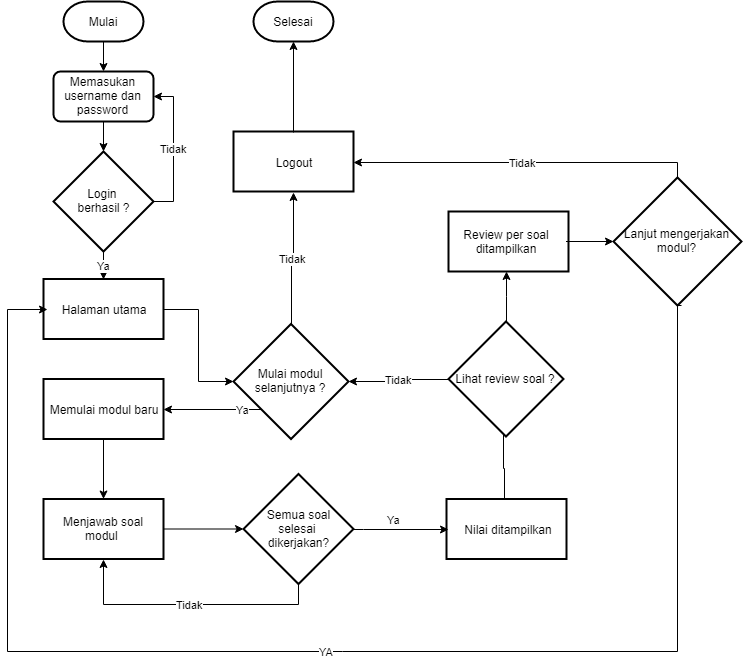 Mulai
Selesai
Memasukan
username dan
password
Tidak
Login
berhasil ?
Ya
Logout
Tidak
Tidak
Review per soal
ditampilkan
Lanjut mengerjakan
modul?
Halaman utama
Mulai modul
selanjutnya ?
Tidak
Lihat review soal ?
Memulai modul baru
Ya
Menjawab soal
modul
Semua soal
selesai
dikerjakan?
Ya
Nilai ditampilkan
Tidak
YA